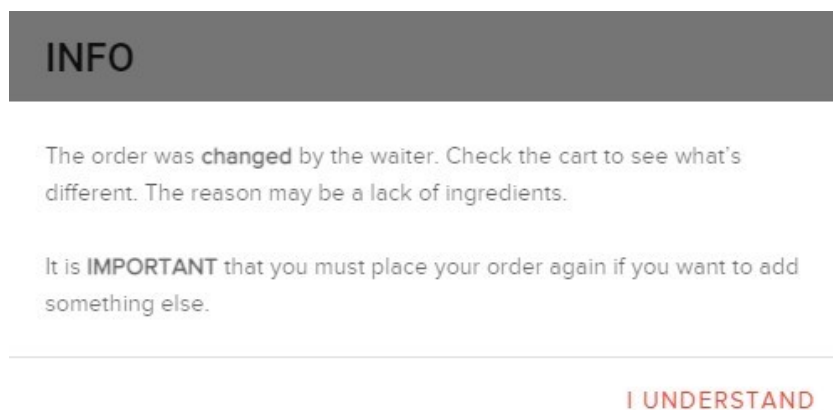 INFO
The order was changed by the waiter. Check the cart to see what's
different. The reason may be a lack of ingredients.
It is IMPORTANT that you must place your order again if you want to add
something else.
I UNDERSTAND